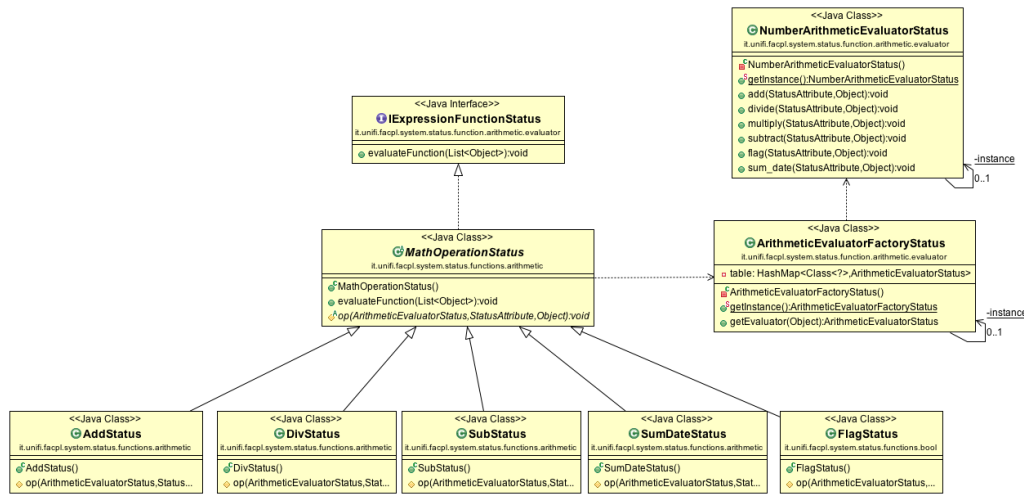 <<Java Class>>
NumberArithmeticEvaluatorStatus
it.unifi.facpl.system.status.function.arithmetic.evaluator
NumberArithmeticEvaluatorStatus()
getInstance():NumberArithmeticEvaluatorStatus
add(StatusAttribute,Object):void
divide(StatusAttribute,Object):void
multiply(StatusAttribute,Object):void
subtract(StatusAttribute,Object):void
flag(StatusAttribute,Object):void
sum_date(StatusAttribute,Object):void
-instance
0..1
<<Java Interface>>
IExpressionFunctionStatus
it.unifi.facpl.system.status.function.arithmetic.evaluator
evaluateFunction(List<Object>):void
<<Java Class>>
MathOperationStatus
it.unifi.facpl.system.status.functions.arithmetic
MathOperationStatus()
evaluateFunction(List<Object>):void
op(ArithmeticEvaluatorStatus,StatusAttribute,Object):void
<<Java Class>>
ArithmeticEvaluatorFactoryStatus
it.unifi.facpl.system.status.function.arithmetic.evaluator
table: HashMap<Class<?>,ArithmeticEvaluatorStatus>
ArithmeticEvaluatorFactoryStatus()
getInstance():ArithmeticEvaluatorFactoryStatus
getEvaluator(Object):ArithmeticEvaluatorStatus
-instance
0..1
<<Java Class>>
AddStatus
it.unifi.facpl.system.status.functions.arithmetic
AddStatus()
op(ArithmeticEvaluatorStatus,Status...
<<Java Class>>
DivStatus
it.unifi.facpl.system.status.functions.arithmetic
DivStatus()
op(ArithmeticEvaluatorStatus,Stat...
<<Java Class>>
SubStatus
it.unifi.facpl.system.status.functions.arithmetic
SubStatus()
op(ArithmeticEvaluatorStatus,Stat...
<<Java Class>>
SumDateStatus
it.unifi.facpl.system.status.functions.arithmetic
SumDateStatus()
op(ArithmeticEvaluatorStatus,Stat...
<<Java Class>>
FlagStatus
it.unifi.facpl.system.status.functions.bool
FlagStatus()
op(ArithmeticEvaluatorStatus,...